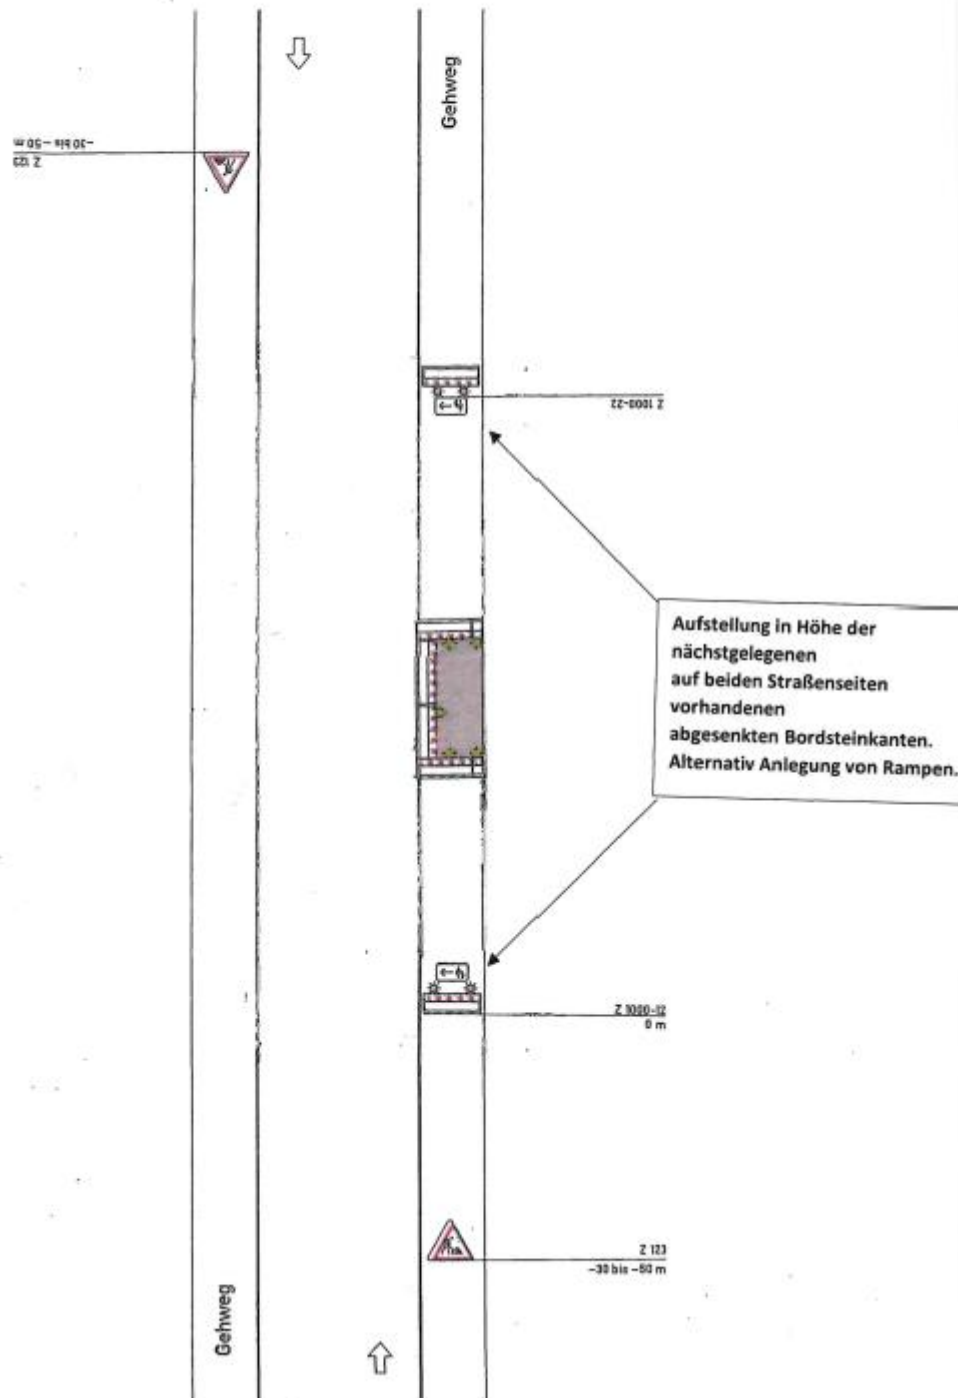 Gehweg
-30 bis -50 m
Z 123
Z 1000-22
Aufstellung in Höhe der
nächstgelegenen
auf beiden Straßenseiten
vorhandenen
abgesenkten Bordsteinkanten.
Alternativ Anlegung von Rampen.
Z 1000-12
0 m
Z 123
-30 bis -50 m
Gehweg